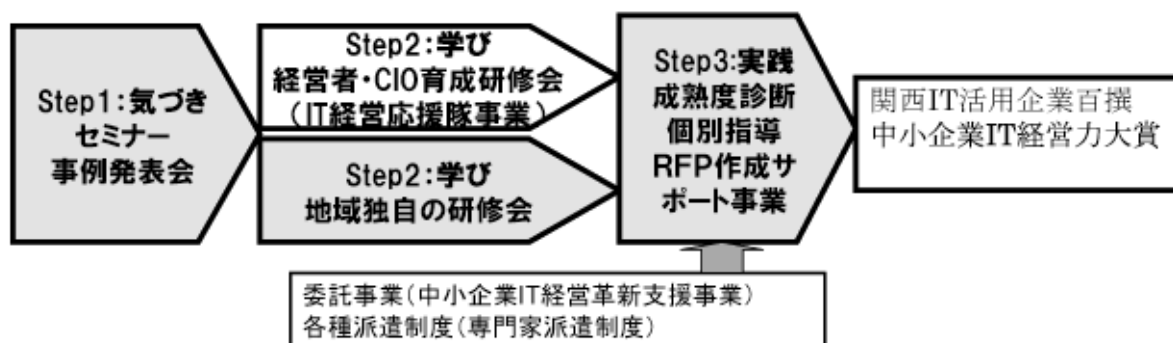 Step1：気づき
セミナー
事例発表会
Step2：学び
経営者・CIO育成研修会
（IT経営応援隊事業）
Step2：学び
地域独自の研修会
Step3：実践
成熟度診断
個別指導
RFP作成サ
ポート事業
関西IT活用企業百撰
中小企業IT経営力大賞
委託事業（中小企業IT経営革新支援事業）
各種派遣制度（専門家派遣制度）